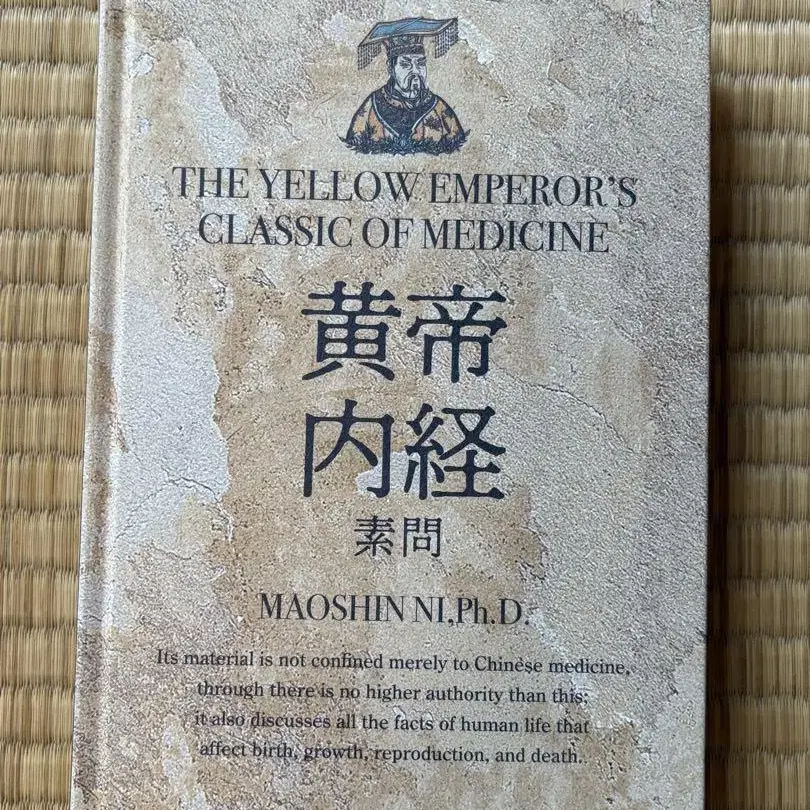 THE YELLOW EMPEROR'S
CLASSIC OF MEDICINE
黄帝
内経
素問
MAOSHIN NI,Ph.D.
Its material is not confined merely to Chinese medicine,
through there is no higher authority than this;
it also discusses all the facts of human life that
affect birth, growth, reproduction, and death.